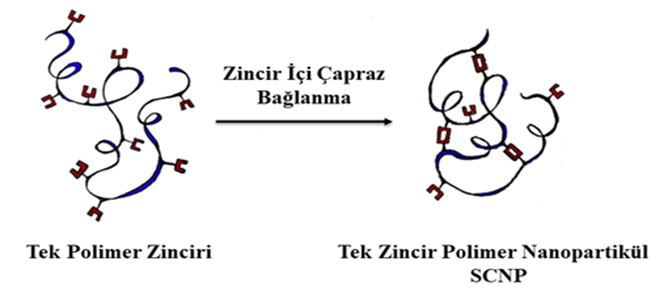 Zincir İçi Çapraz
Bağlanma
Tek Polimer Zinciri
Tek Zincir Polimer Nanopartikül
SCNP